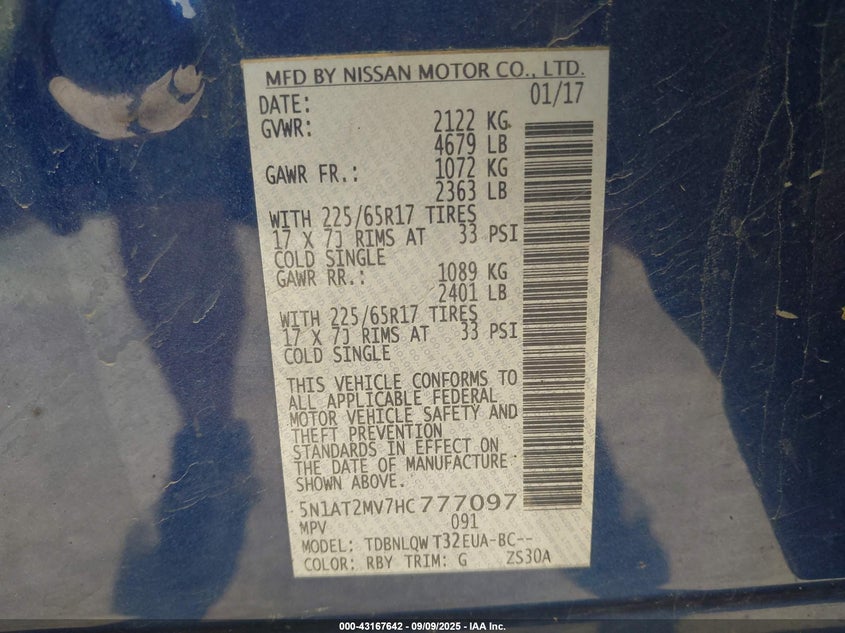 MFD BY NISSAN MOTOR CO., LTD.
DATE: 01/17
GVWR: 2122 KG
4679 LB
GAWR FR.: 1072 KG
2363 LB
WITH 225/65R17 TIRES
17 X 7J RIMS AT 33 PSI
COLD SINGLE
GAWR RR.: 1089 KG
2401 LB
WITH 225/65R17 TIRES
17 X 7J RIMS AT 33 PSI
COLD SINGLE
THIS VEHICLE CONFORMS TO
ALL APPLICABLE FEDERAL
MOTOR VEHICLE SAFETY AND
THEFT PREVENTION
STANDARDS IN EFFECT ON
THE DATE OF MANUFACTURE
SHOWN ABOVE.
5N1AT2MV7HC777097
MPV 091
MODEL: TDBNLQW T32EUA-BC--
COLOR: RBY TRIM: G ZS30A
000-43167642 - 09/09/2025 - IAA Inc.